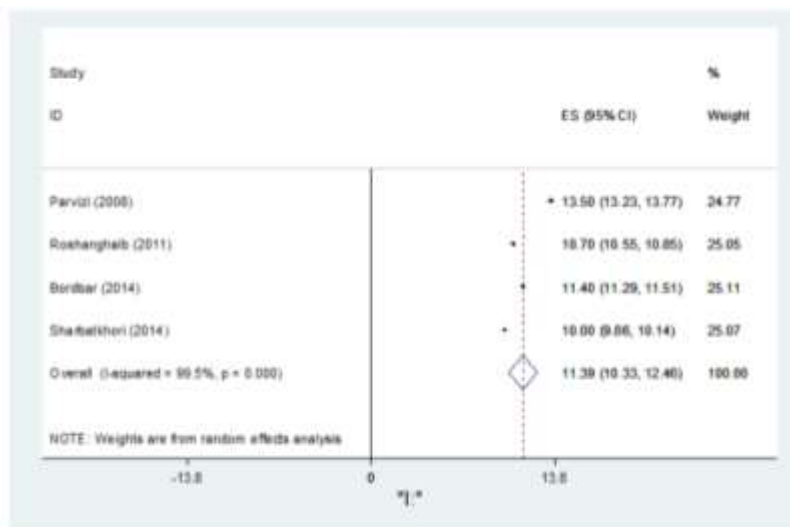 Study %
ID ES (95% CI) Weight
Parvizi (2008) 13.50 (13.23, 13.77) 24.77
Roshanghalb (2011) 10.70 (10.55, 10.85) 25.05
Bordbar (2014) 11.40 (11.29, 11.51) 25.11
Sharbatkhori (2014) 10.00 (9.86, 10.14) 25.07
Overall (I-squared = 99.5%, p = 0.000) 11.39 (10.33, 12.46) 100.00
NOTE: Weights are from random effects analysis
-13.8 0 13.8